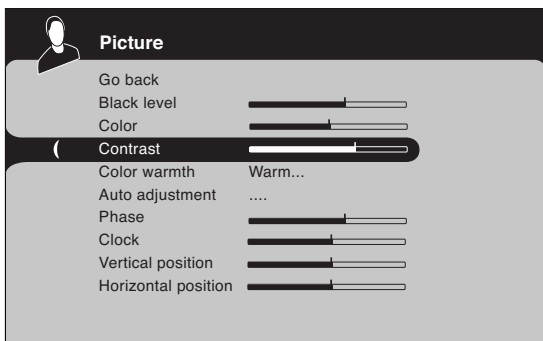 Picture
Go back
Black level
Color
Contrast
Color warmth Warm...
Auto adjustment ....
Phase
Clock
Vertical position
Horizontal position